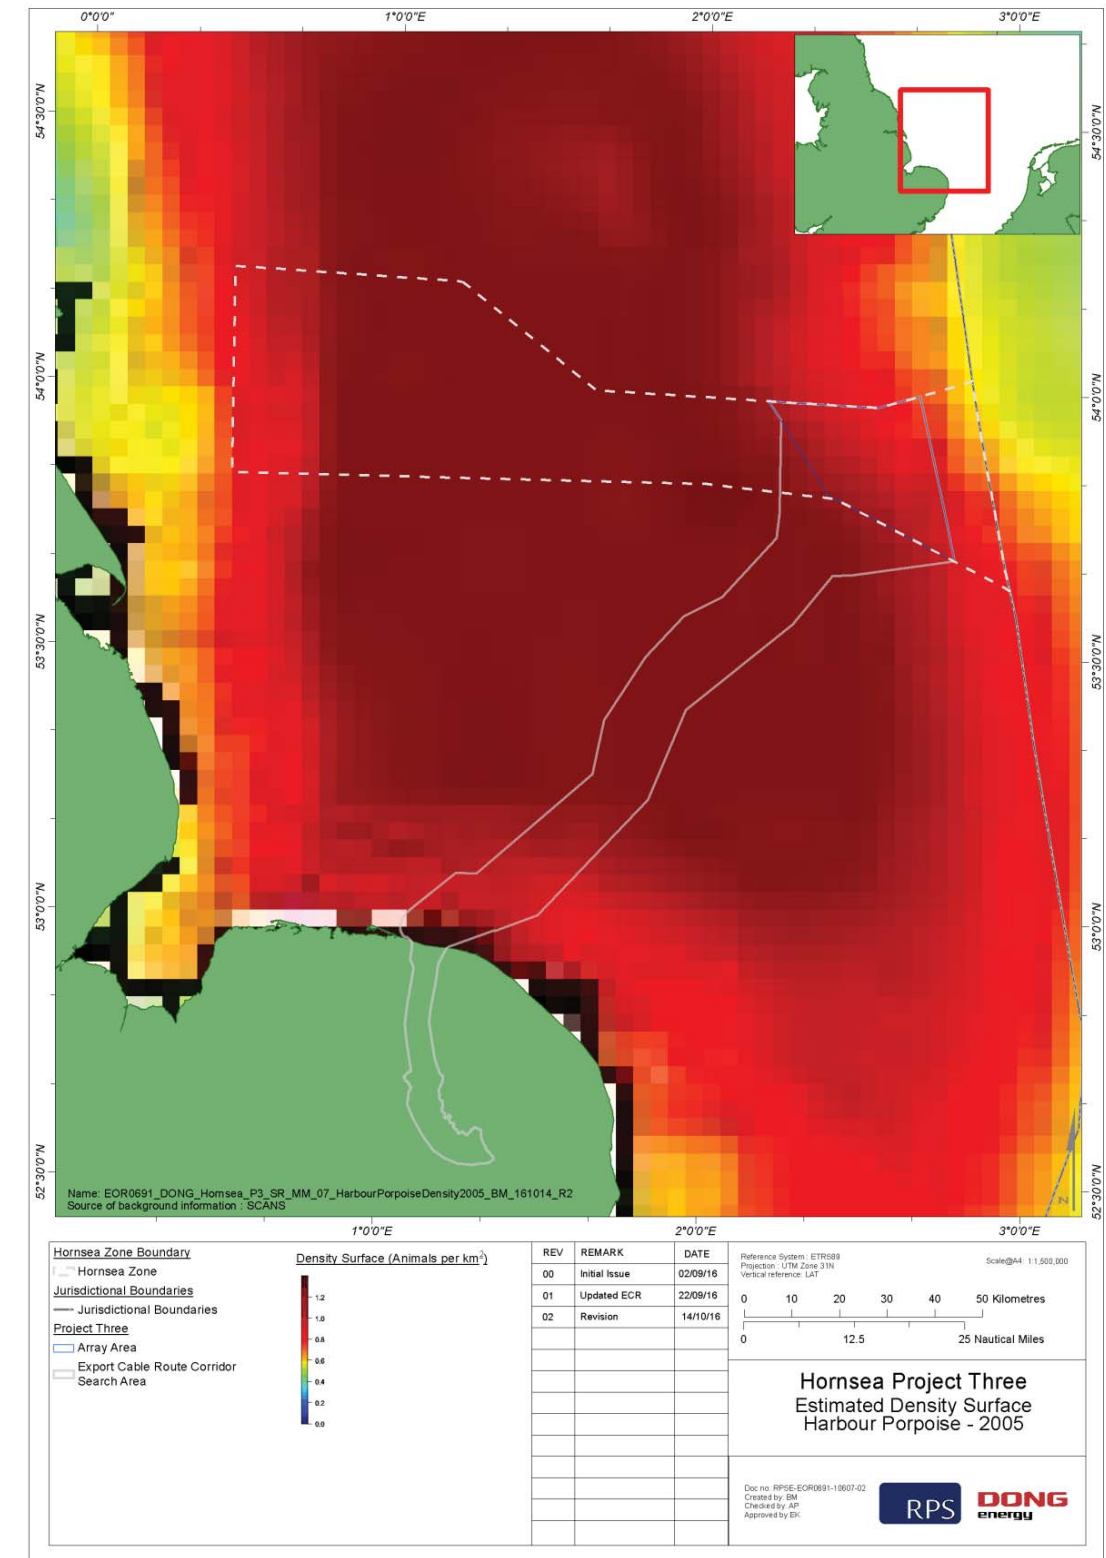 0°0'0"
1°0'0"E
2°0'0"E
3°0'0"E
54°30'0"N
54°30'0"N
54°0'0"N
54°0'0"N
53°30'0"N
53°30'0"N
53°0'0"N
53°0'0"N
52°30'0"N
52°30'0"N
Z
Name: EOR0691_DONG_Hornsea_P3_SR_MM_07_HarbourPorpoiseDensity2005_BM_161014_R2
Source of background information : SCANS
1°0'0"E
2°0'0"E
3°0'0"E
Hornsea Zone Boundary
Hornsea Zone
Jurisdictional Boundaries
Jurisdictional Boundaries
Project Three
Array Area
Export Cable Route Corridor
Search Area
Density Surface (Animals per km²)
1.2
1.0
0.8
0.6
0.4
0.2
0.0
REV REMARK DATE
00 Initial Issue 02/09/16
01 Updated ECR 22/09/16
02 Revision 14/10/16
Reference System : ETRS89
Projection : UTM Zone 31N
Vertical reference: LAT
Scale@A4: 1:1,500,000
0 10 20 30 40 50 Kilometres
0 12.5 25 Nautical Miles
Hornsea Project Three
Estimated Density Surface
Harbour Porpoise - 2005
Doc no: RPSE-EOR0691-10607-02
Created by: BM
Checked by: AP
Approved by: EK
RPS
DONG
energy